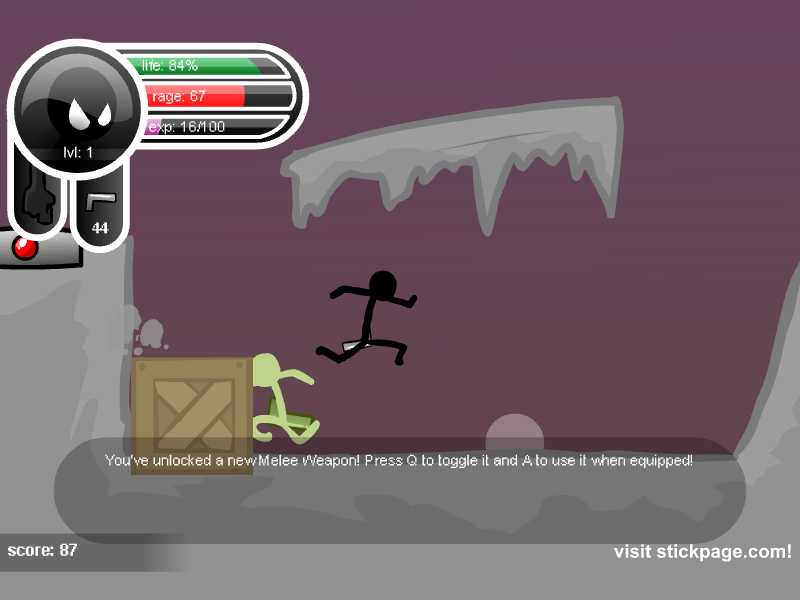 life: 84%
rage: 67
exp: 16/100
lvl: 1
44
You've unlocked a new Melee Weapon! Press Q to toggle it and A to use it when equipped!
score: 87
visit stickpage.com!